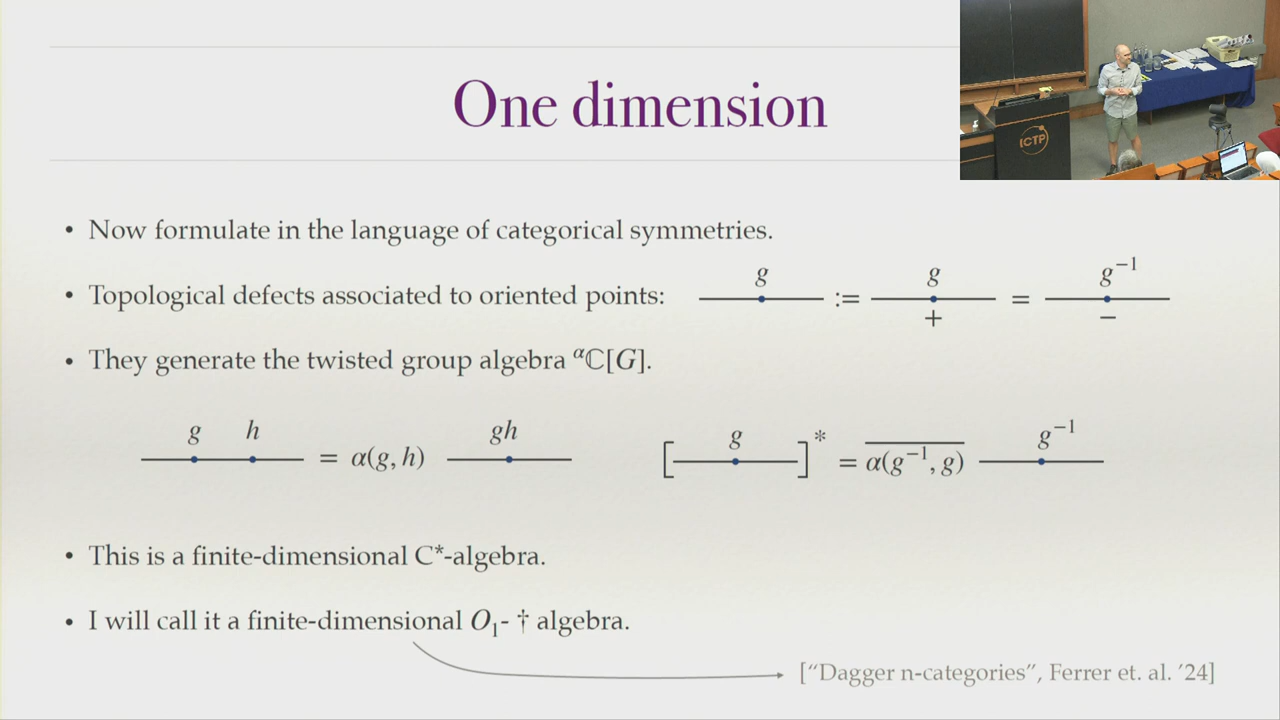 One dimension
ICTP
• Now formulate in the language of categorical symmetries.
• Topological defects associated to oriented points: g := g + = g⁻¹ −
• They generate the twisted group algebra ᵅℂ[G].
g h = α(g, h) gh [ g ]* = \overline{α(g⁻¹, g)} g⁻¹
• This is a finite-dimensional C*-algebra.
• I will call it a finite-dimensional O₁- † algebra.
[“Dagger n-categories”, Ferrer et. al. ’24]